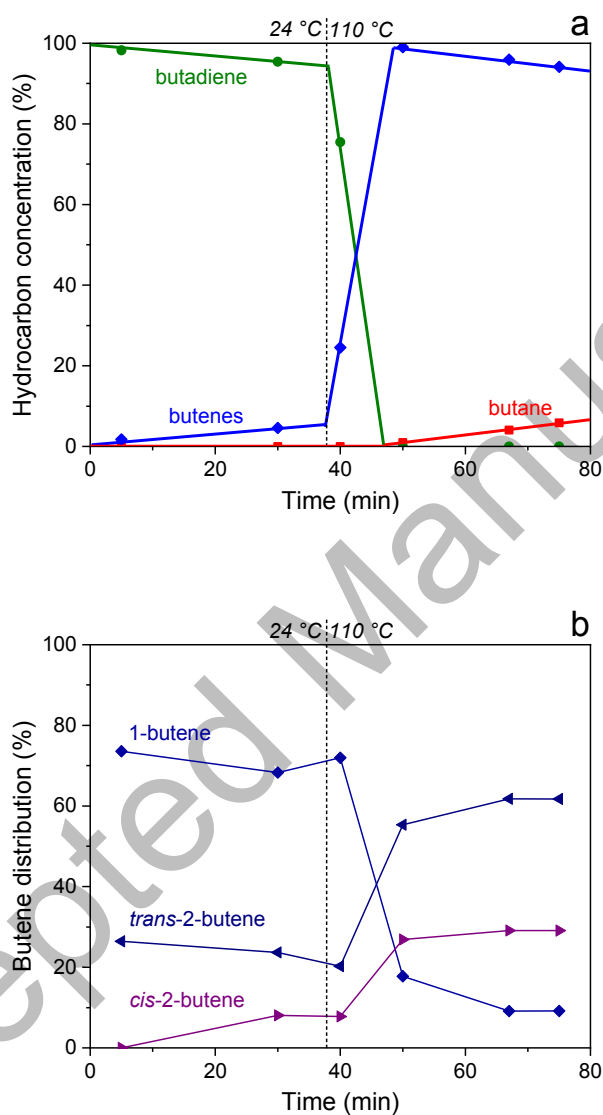 24 °C 110 °C
a
100
80
60
40
20
0
Hydrocarbon concentration (%)
butadiene
butenes
butane
0 20 40 60 80
Time (min)
24 °C 110 °C
b
100
80
60
40
20
0
Butene distribution (%)
1-butene
trans-2-butene
cis-2-butene
0 20 40 60 80
Time (min)
epted Manus